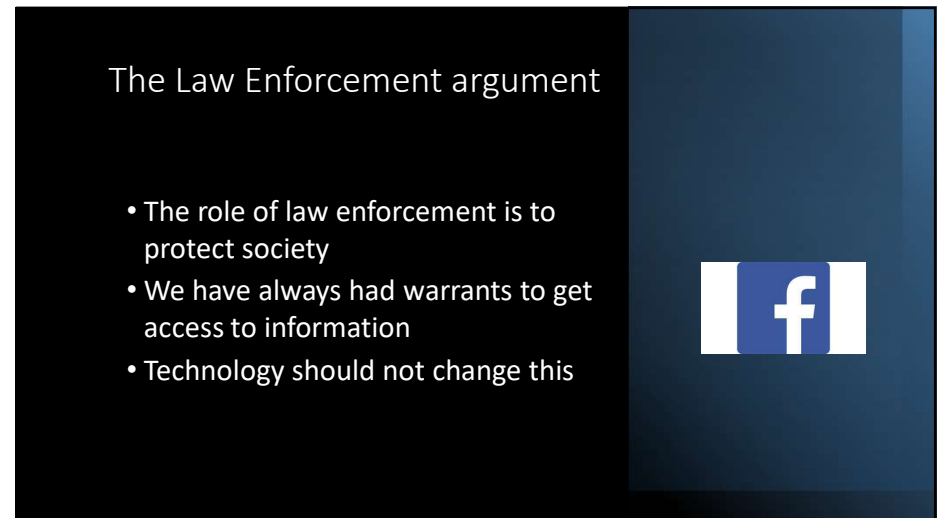 The Law Enforcement argument
• The role of law enforcement is to
protect society
• We have always had warrants to get
access to information
• Technology should not change this
f